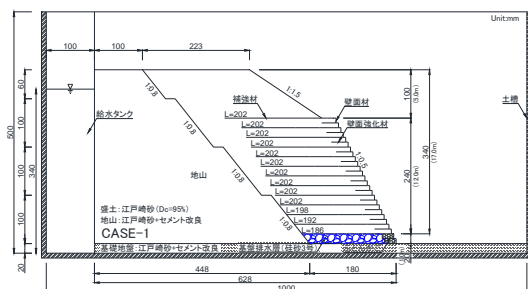 Unit:mm
100
100
223
60
1:0.8
1:1.5
100
(5.0m)
補強材
壁面材
土槽
給水タンク
L=202
壁面強化材
500
100
1:0.8
L=202
L=202
340
(17.0m)
L=202
1:0.5
340
100
地山
1:0.8
L=202
L=202
240
(12.0m)
L=202
L=202
盛土:江戸崎砂(Dc=95%)
L=198
地山:江戸崎砂+セメント改良
1:0.8
L=192
100
CASE-1
L=186
基礎地盤:江戸崎砂+セメント改良
基盤排水層(硅砂3号)
20
448
180
628
1000